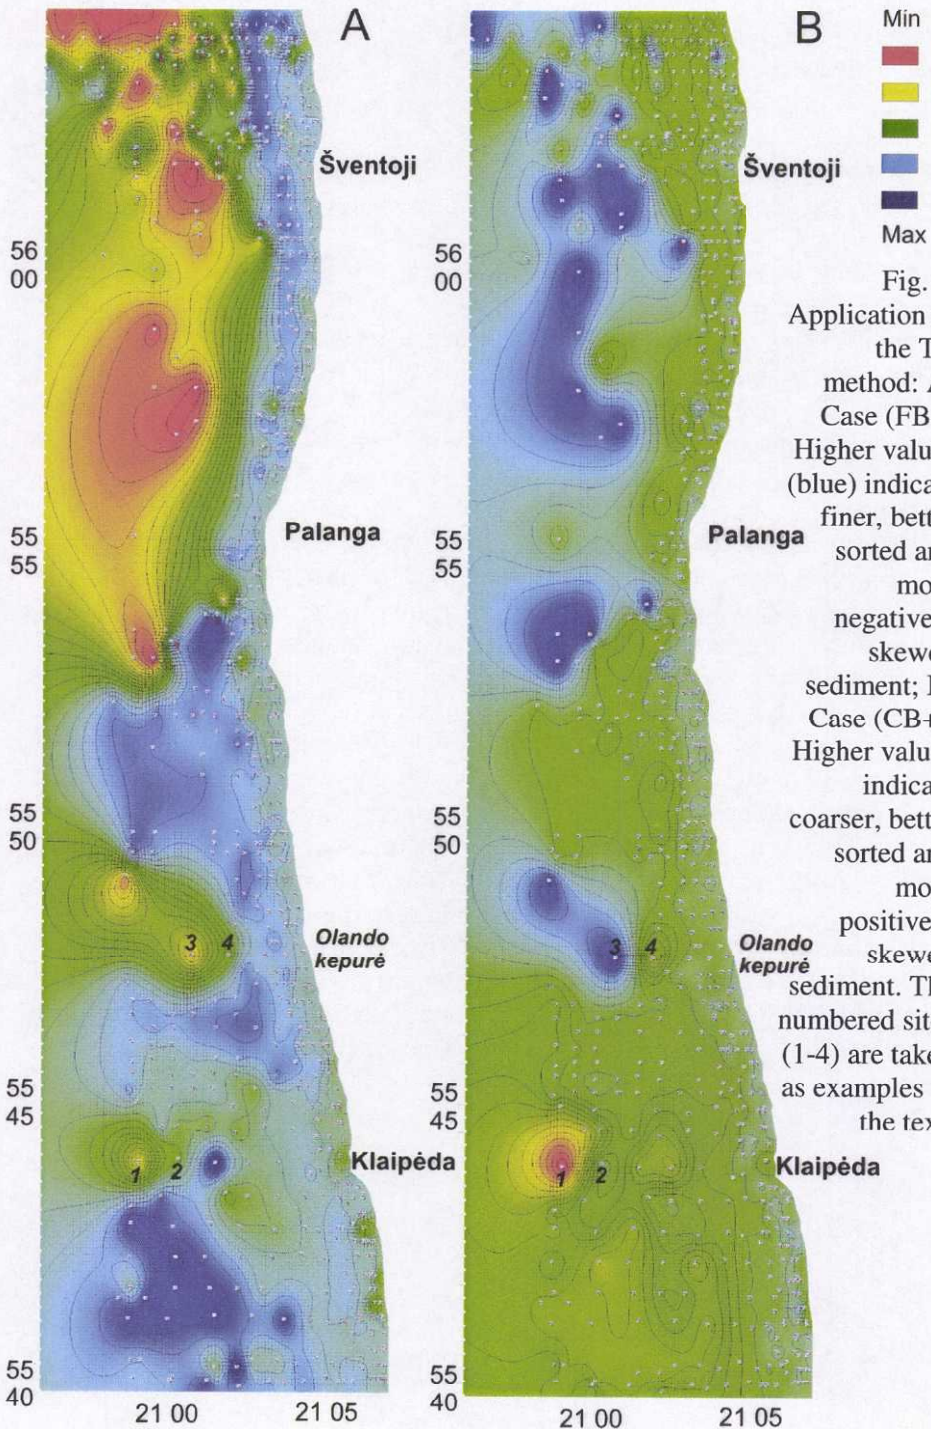 A
B
Min
Max
Šventoji
Šventoji
56
00
56
00
Palanga
Palanga
55
55
55
55
55
50
55
50
3 4
3 4
Olando
kepurė
Olando
kepurė
55
45
55
45
Klaipėda
Klaipėda
1 2
1 2
55
40
55
40
21 00 21 05
21 00 21 05
Fig.
Application
the T
method:
Case (FB
Higher valu
(blue) indica
finer, bett
sorted
mo
negative
skewe
sediment;
Case (CB+
Higher valu
indica
coarser, bett
sorted
mo
positive
skewe
sediment.
numbered sit
(1-4) are take
as examples
the tex